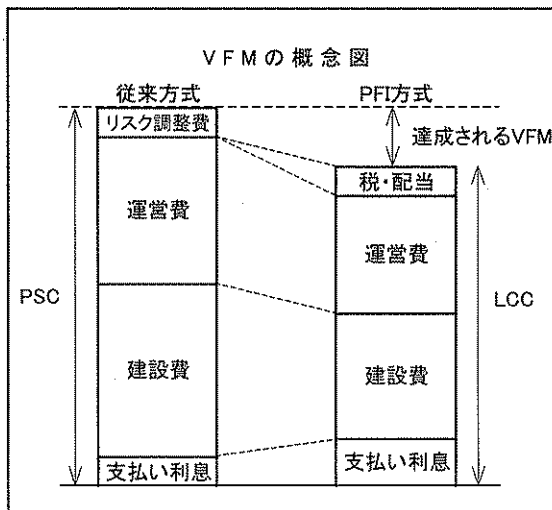 VFMの概念図
従来方式
PFI方式
リスク調整費
達成されるVFM
税・配当
運営費
運営費
PSC
LCC
建設費
建設費
支払い利息
支払い利息